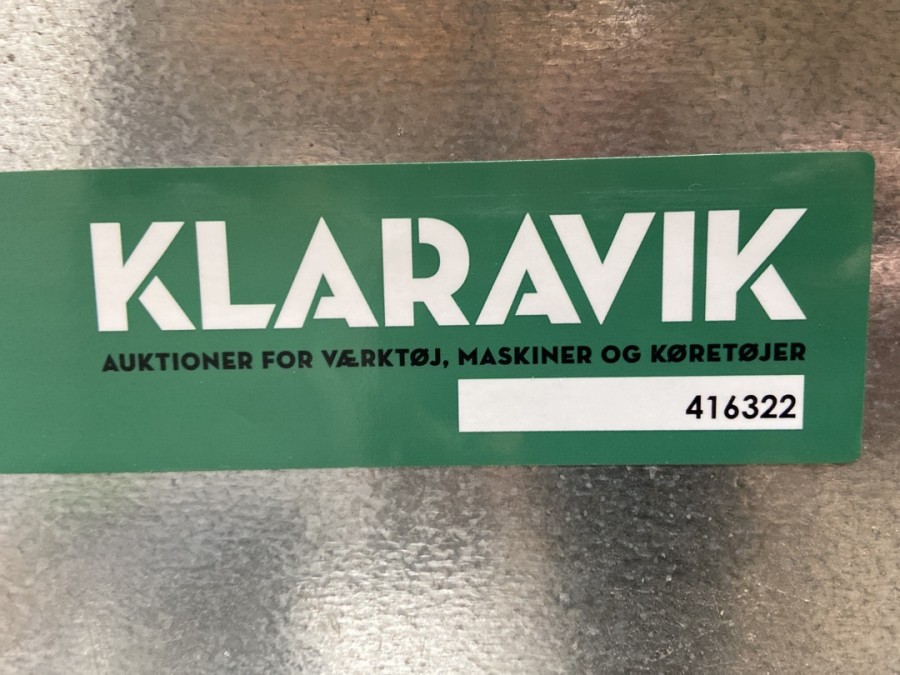 KLARAVIK
AUKTIONER FOR VÆRKTØJ, MASKINER OG KØRETØJER
416322